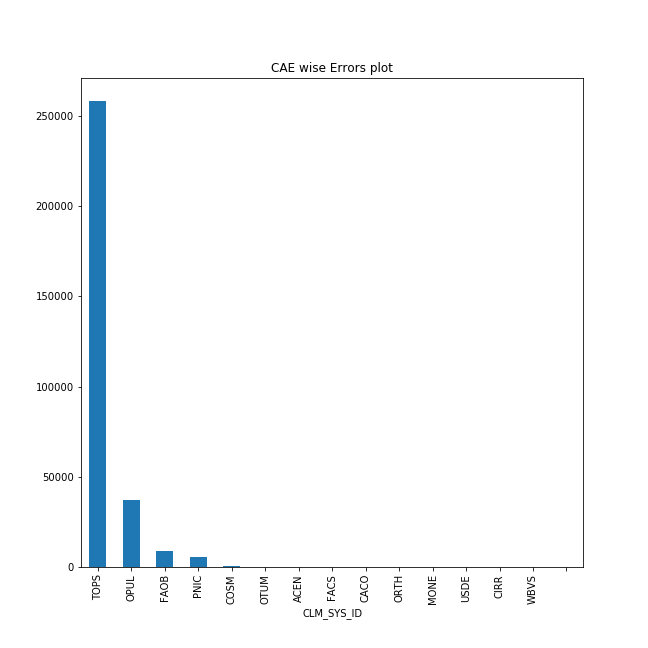 CAE wise Errors plot
250000
200000
150000
100000
50000
0
TOPS
OPUL
FAOB
PNIC
COSM
OTUM
ACEN
FACS
CACO
ORTH
MONE
USDE
CIRR
WBVS
CLM_SYS_ID